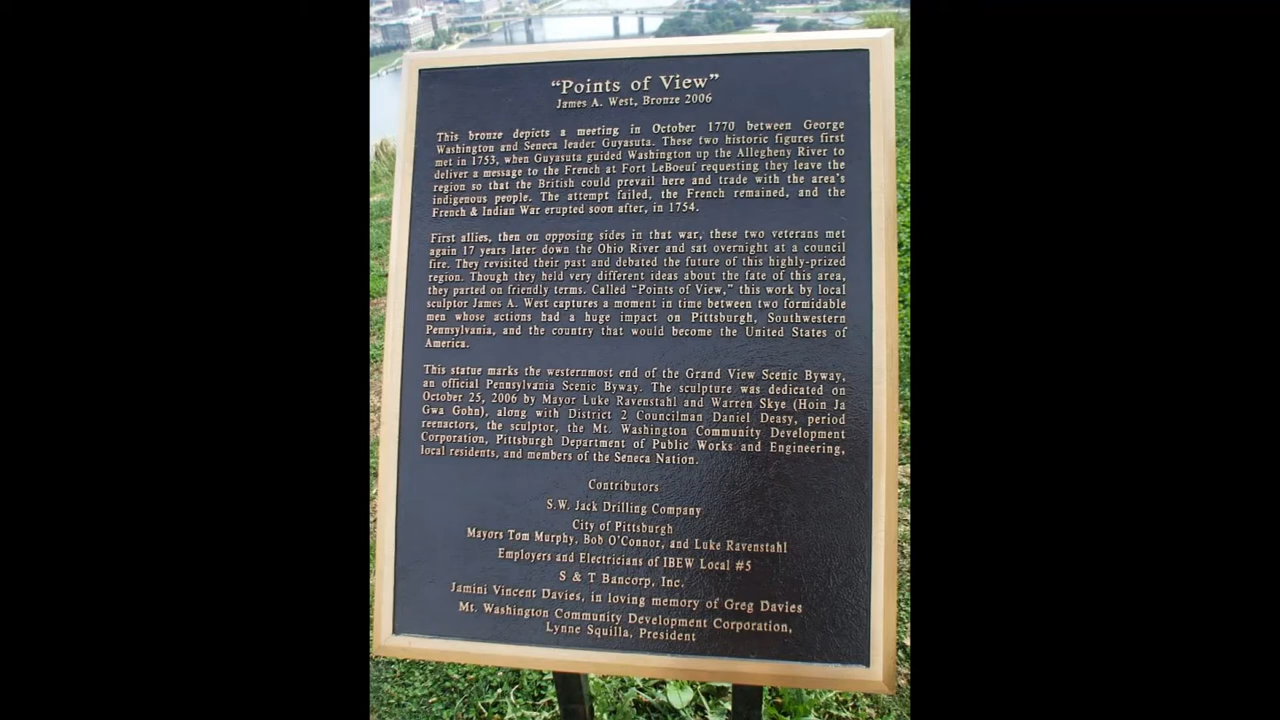 "Points of View"
James A. West, Bronze 2006
This bronze depicts a meeting in October 1770 between George
Washington and Seneca leader Guyasuta. These two historic figures first
met in 1753, when Guyasuta guided Washington up the Allegheny River to
deliver a message to the French at Fort LeBoeuf requesting they leave the
region so that the British could prevail here and trade with the area's
indigenous people. The attempt failed, the French remained, and the
French & Indian War erupted soon after, in 1754.
First allies, then on opposing sides in that war, these two veterans met
again 17 years later down the Ohio River and sat overnight at a council
fire. They revisited their past and debated the future of this highly-prized
region. Though they held very different ideas about the fate of this area,
they parted on friendly terms. Called "Points of View," this work by local
sculptor James A. West captures a moment in time between two formidable
men whose actions had a huge impact on Pittsburgh, Southwestern
Pennsylvania, and the country that would become the United States of
America.
This statue marks the westernmost end of the Grand View Scenic Byway,
an official Pennsylvania Scenic Byway. The sculpture was dedicated on
October 25, 2006 by Mayor Luke Ravenstahl and Warren Skye (Hoin Ja
Gwa Gohn), along with District 2 Councilman Daniel Deasy, period
reenactors, the sculptor, the Mt. Washington Community Development
Corporation, Pittsburgh Department of Public Works and Engineering,
local residents, and members of the Seneca Nation.
Contributors
S.W. Jack Drilling Company
City of Pittsburgh
Mayors Tom Murphy, Bob O'Connor, and Luke Ravenstahl
Employers and Electricians of IBEW Local #5
S & T Bancorp, Inc.
Jamini Vincent Davies, in loving memory of Greg Davies
Mt. Washington Community Development Corporation,
Lynne Squilla, President